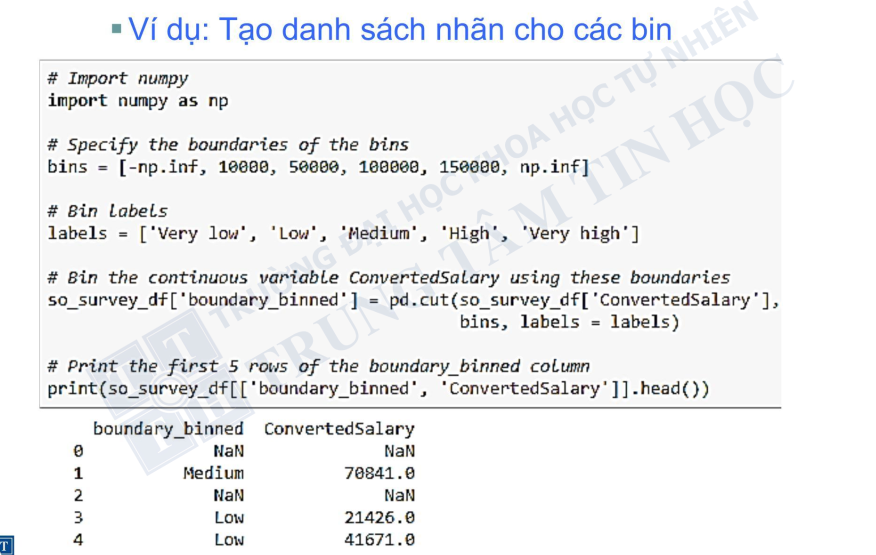 Ví dụ: Tạo danh sách nhãn cho các bin
# Import numpy
import numpy as np
# Specify the boundaries of the bins
bins = [-np.inf, 10000, 50000, 100000, 150000, np.inf]
# Bin labels
labels = ['Very low', 'Low', 'Medium', 'High', 'Very high']
# Bin the continuous variable ConvertedSalary using these boundaries
so_survey_df['boundary_binned'] = pd.cut(so_survey_df['ConvertedSalary'],
bins, labels = labels)
# Print the first 5 rows of the boundary_binned column
print(so_survey_df[['boundary_binned', 'ConvertedSalary']].head())
boundary_binned ConvertedSalary
0 NaN NaN
1 Medium 70841.0
2 NaN NaN
3 Low 21426.0
4 Low 41671.0
TRƯỜNG ĐẠI HỌC KHOA HỌC TỰ NHIÊN
TRUNG TÂM TIN HỌC
T